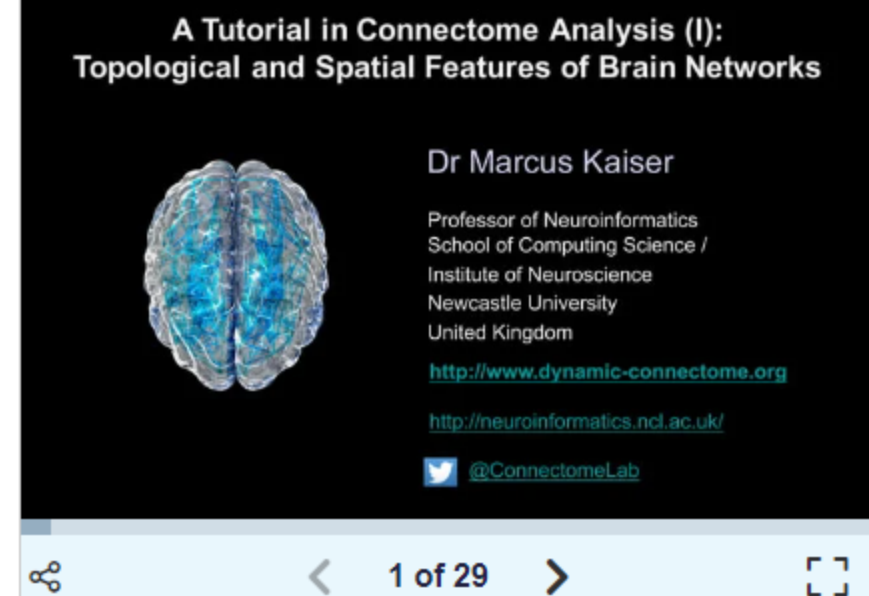 A Tutorial in Connectome Analysis (I):
Topological and Spatial Features of Brain Networks
Dr Marcus Kaiser
Professor of Neuroinformatics
School of Computing Science /
Institute of Neuroscience
Newcastle University
United Kingdom
http://www.dynamic-connectome.org
http://neuroinformatics.ncl.ac.uk/
@ConnectomeLab
1 of 29